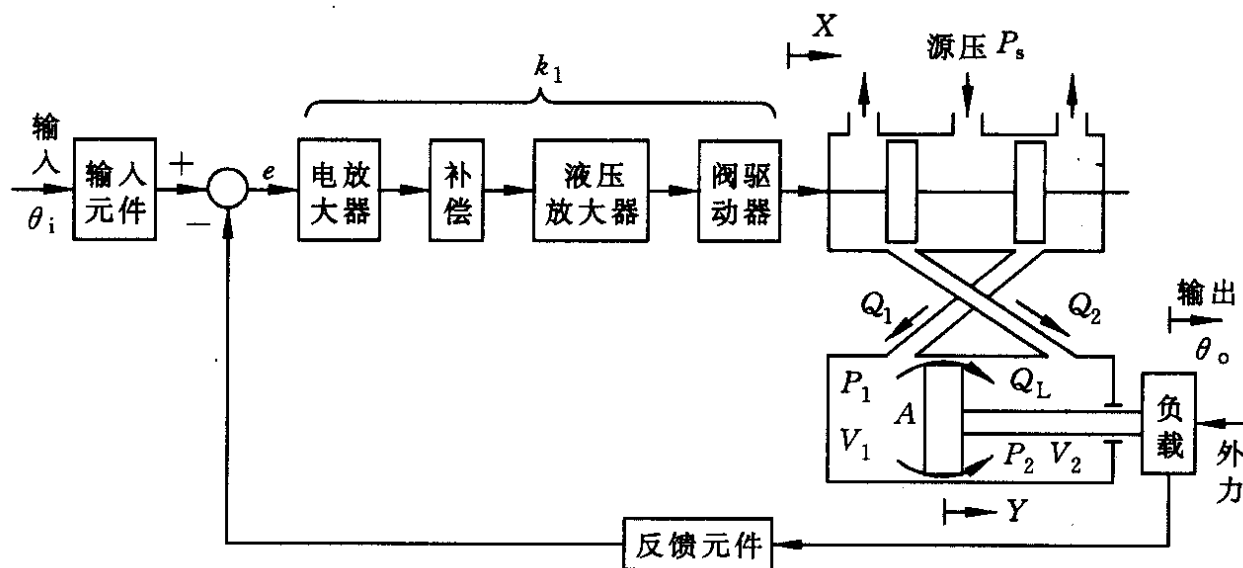 X
源压 Ps
k1
输入
θi
输入
元件
+
−
e
电放
大器
补
偿
液压
放大器
阀驱
动器
Q1
Q2
输出
θo
P1
QL
A
V1
P2 V2
负
载
外
力
Y
反馈元件